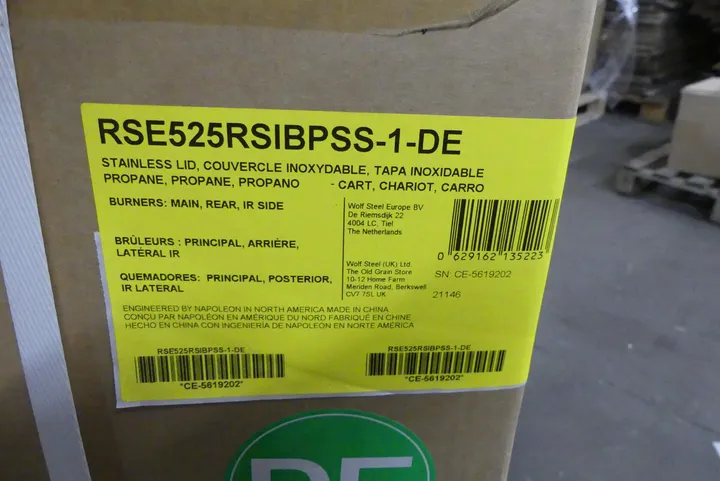 RSE525RSIBPSS-1-DE
STAINLESS LID, COUVERCLE INOXYDABLE, TAPA INOXIDABLE
PROPANE, PROPANE, PROPANO - CART, CHARIOT, CARRO
BURNERS: MAIN, REAR, IR SIDE
BRÛLEURS : PRINCIPAL, ARRIÈRE,
LATÉRAL IR
QUEMADORES: PRINCIPAL, POSTERIOR,
IR LATERAL
Wolf Steel Europe BV
De Riemsdijk 22
4004 LC, Tiel
The Netherlands
Wolf Steel (UK) Ltd.
The Old Grain Store
10-12 Home Farm
Meriden Road, Berkswell
CV7 7SL UK
0 629162 135223
SN: CE-5619202
21146
ENGINEERED BY NAPOLEON IN NORTH AMERICA MADE IN CHINA
CONÇU PAR NAPOLÉON EN AMÉRIQUE DU NORD FABRIQUÉ EN CHINE
HECHO EN CHINA CON INGENIERÍA DE NAPOLEÓN EN NORTE AMÉRICA
RSE525RSIBPSS-1-DE
*CE-5619202*
RSE525RSIBPSS-1-DE
*CE-5619202*
DE